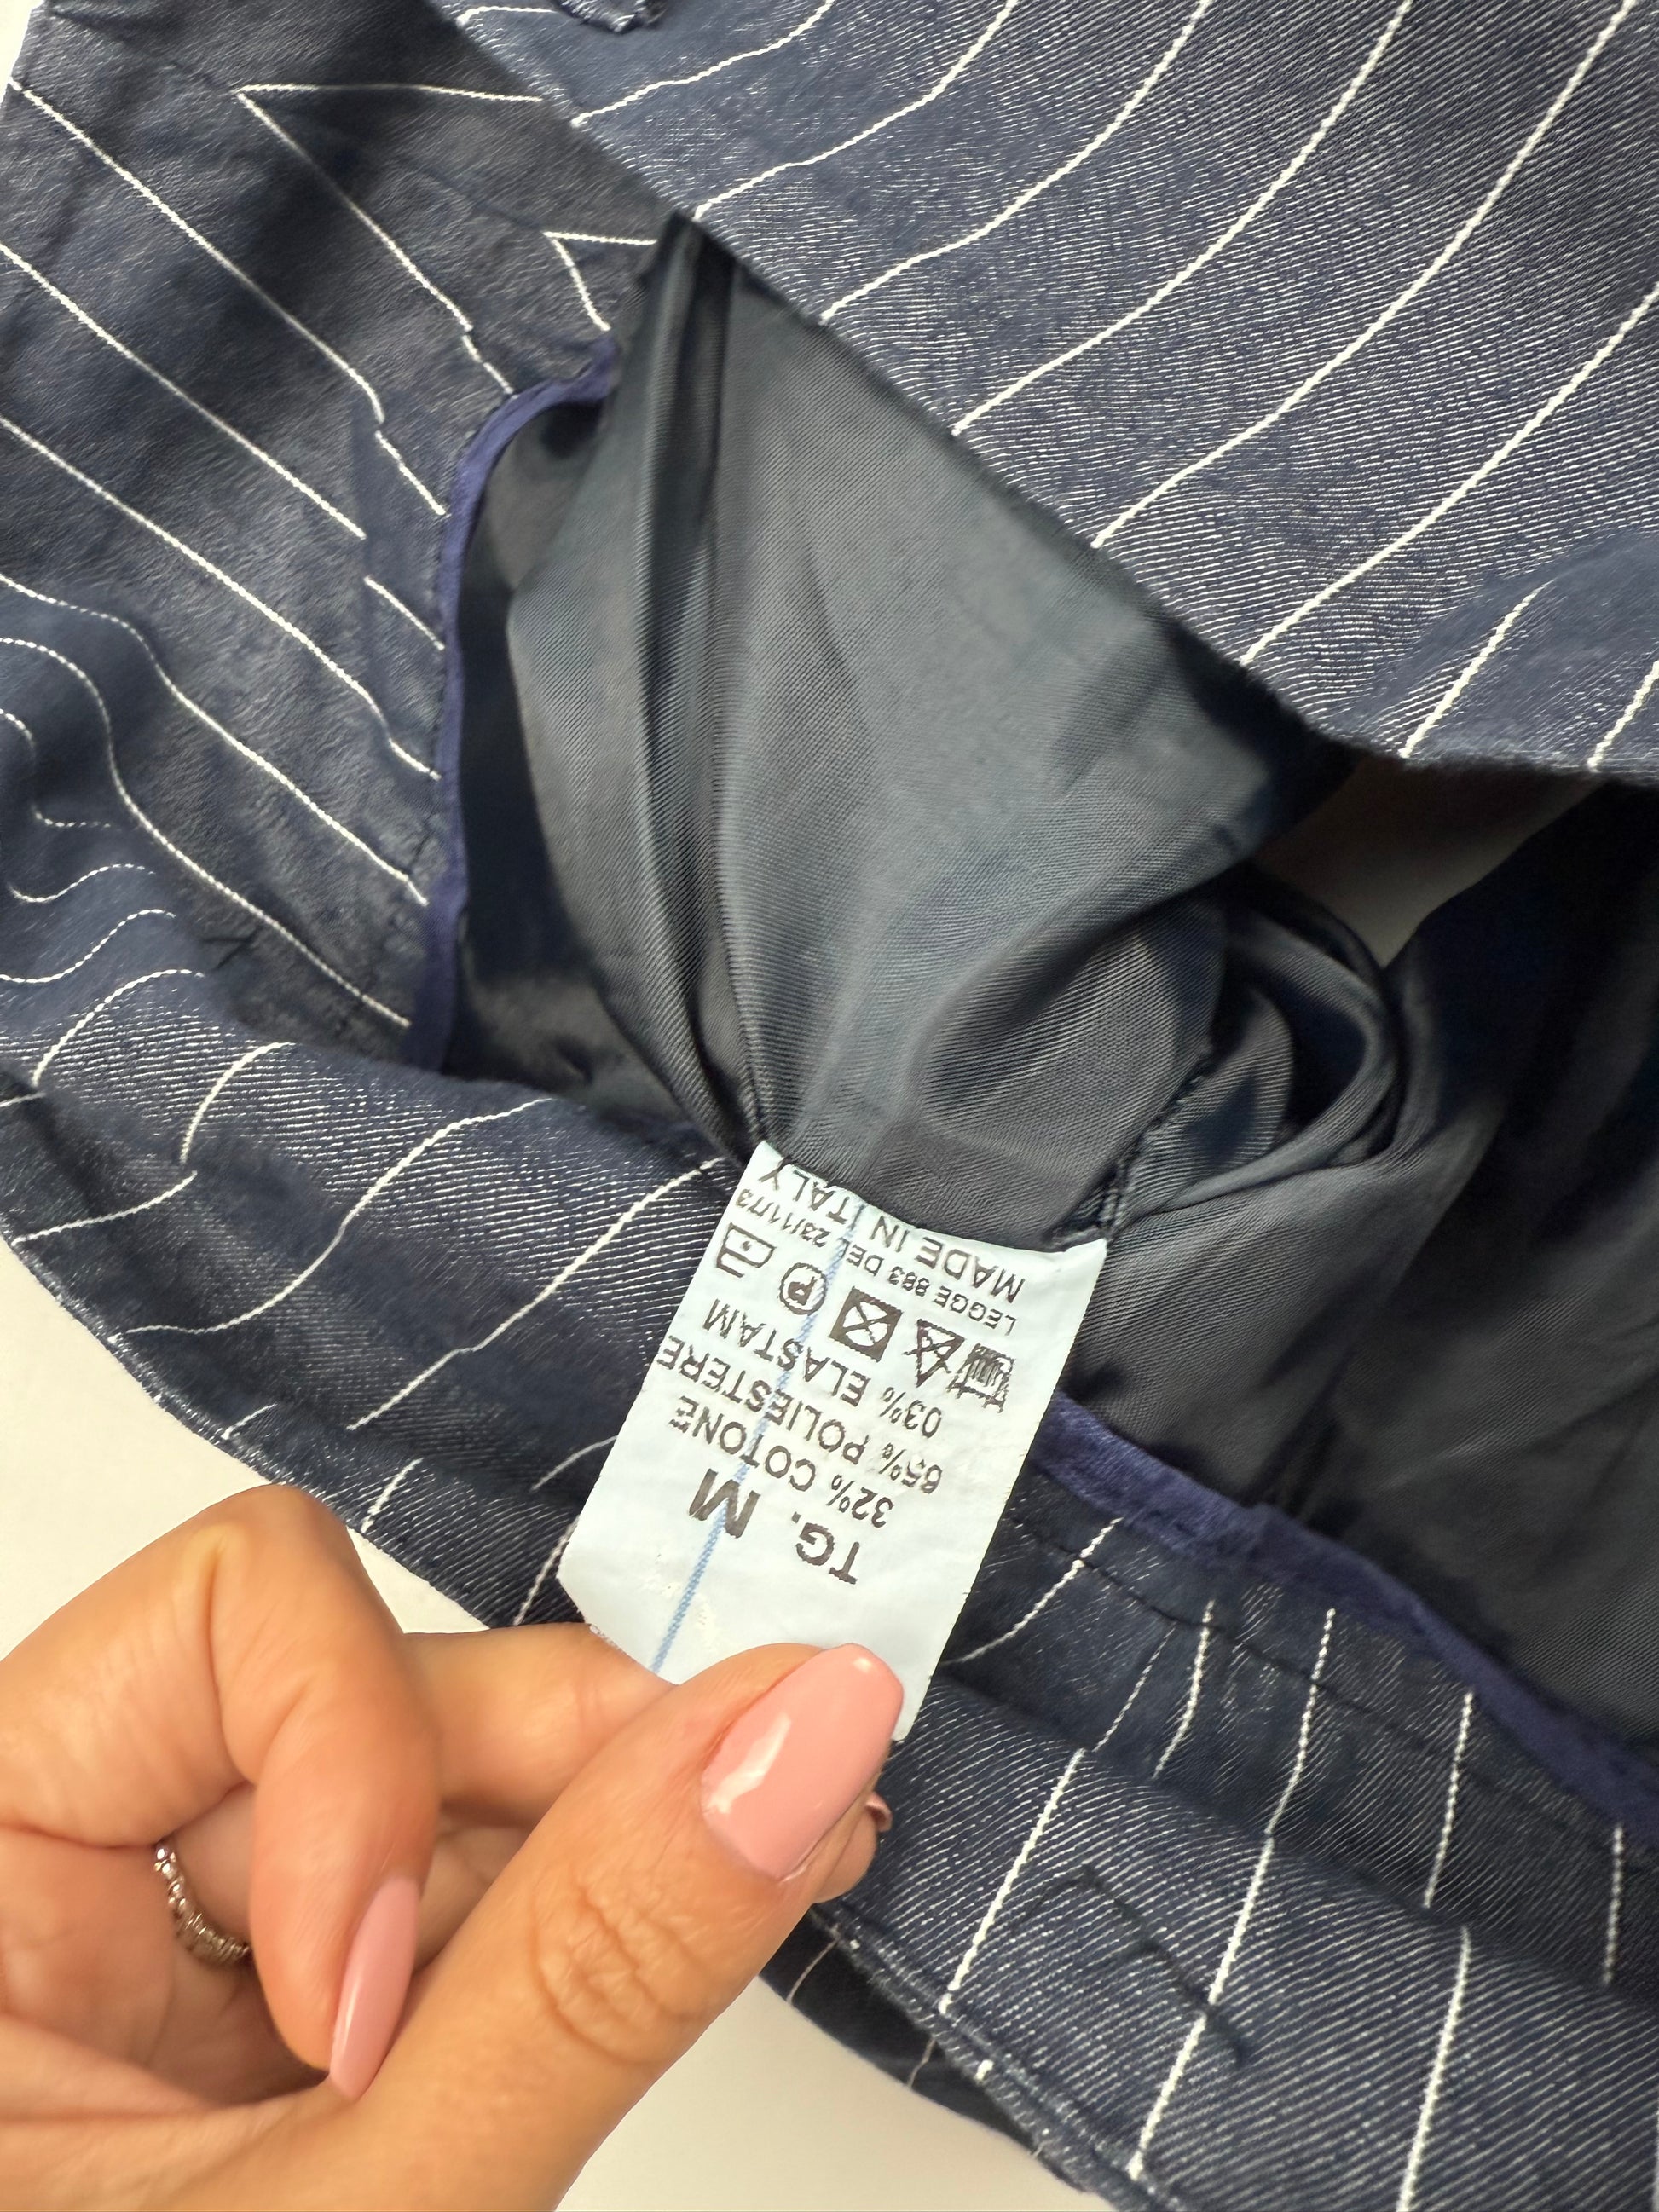 TG. M
32% COTONE
65% POLIESTERE
03% ELASTAM
P
LEGGE 883 DEL 23/11/73
MADE IN ITALY